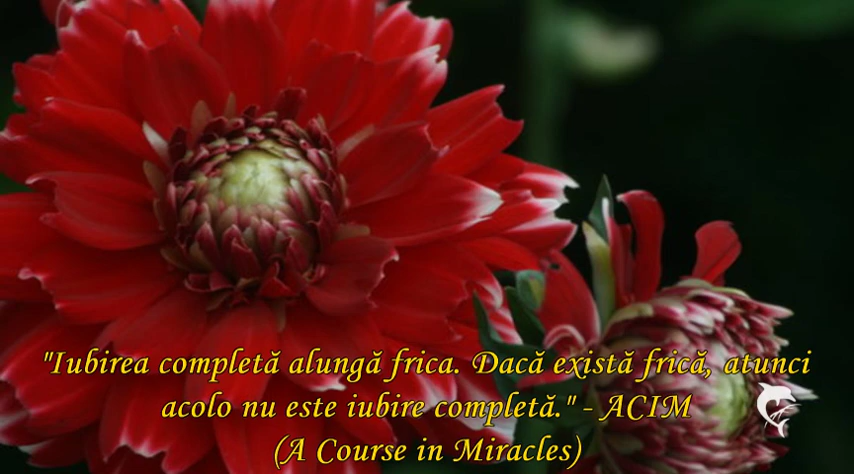 "Iubirea completă alungă frica. Dacă există frică, atunci
acolo nu este iubire completă." - ACIM
(A Course in Miracles)